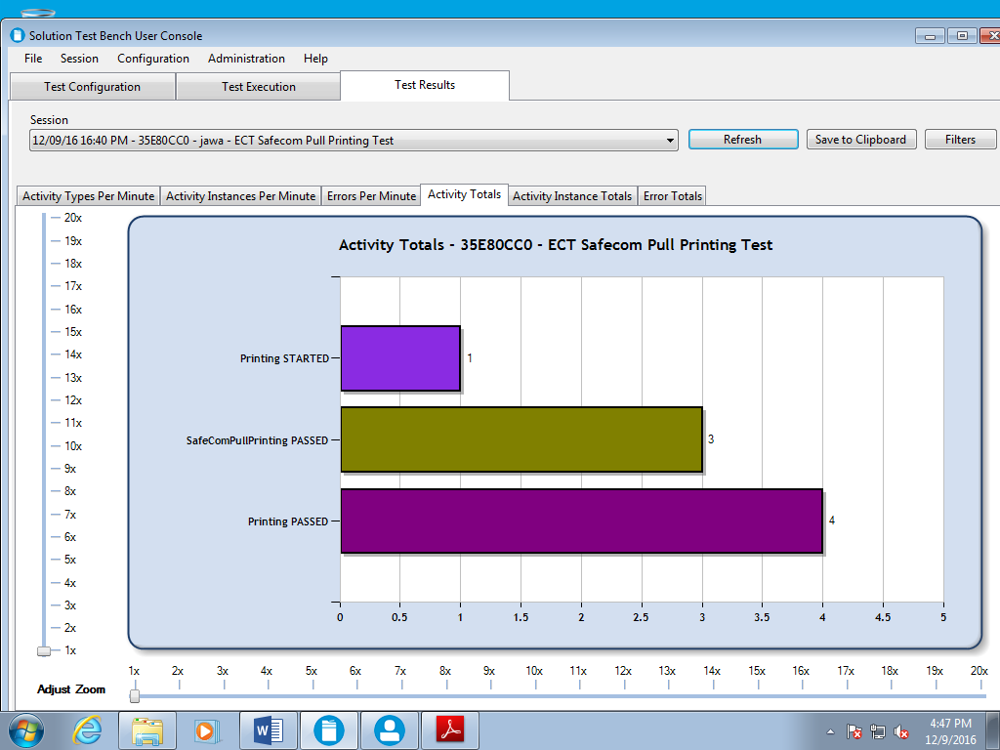 Solution Test Bench User Console
File Session Configuration Administration Help
Test Configuration Test Execution Test Results
Session
12/09/16 16:40 PM - 35E80CC0 - jawa - ECT Safecom Pull Printing Test Refresh Save to Clipboard Filters
Activity Types Per Minute Activity Instances Per Minute Errors Per Minute Activity Totals Activity Instance Totals Error Totals
20x
19x
18x
17x
16x
15x
14x
13x
12x
11x
10x
9x
8x
7x
6x
5x
4x
3x
2x
1x
Activity Totals - 35E80CC0 - ECT Safecom Pull Printing Test
Printing STARTED 1
SafeComPullPrinting PASSED 3
Printing PASSED 4
0 0.5 1 1.5 2 2.5 3 3.5 4 4.5 5
1x 2x 3x 4x 5x 6x 7x 8x 9x 10x 11x 12x 13x 14x 15x 16x 17x 18x 19x 20x
Adjust Zoom
4:47 PM
12/9/2016